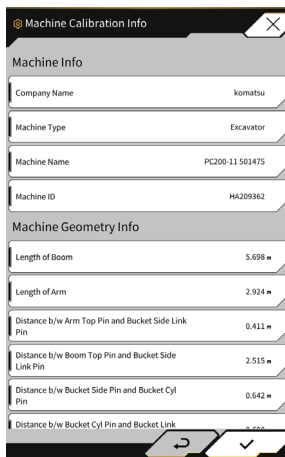 Machine Calibration Info
Machine Info
Company Name komatsu
Machine Type Excavator
Machine Name PC200-11 501475
Machine ID HA209362
Machine Geometry Info
Length of Boom 5.698 m
Length of Arm 2.924 m
Distance b/w Arm Top Pin and Bucket Side Link
Pin 0.411 m
Distance b/w Boom Top Pin and Bucket Side
Link Pin 2.515 m
Distance b/w Bucket Side Pin and Bucket Cyl
Pin 0.642 m
Distance b/w Bucket Cyl Pin and Bucket Link